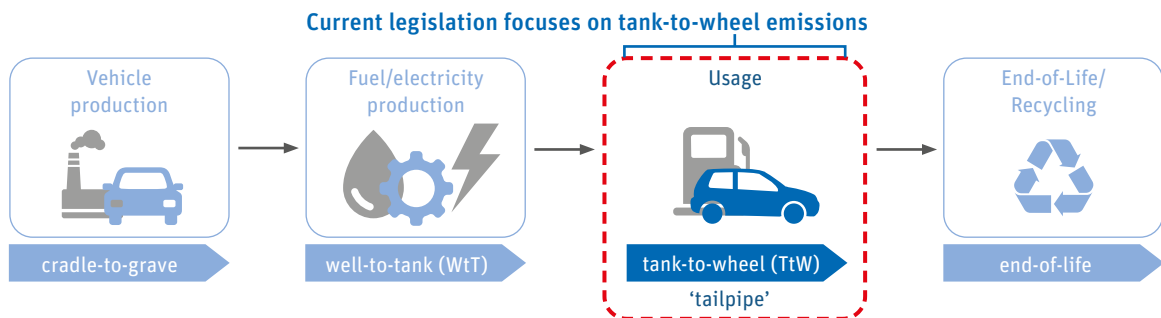 Current legislation focuses on tank-to-wheel emissions
Vehicle
production
Fuel/electricity
production
Usage
End-of-Life/
Recycling
cradle-to-grave
well-to-tank (WtT)
tank-to-wheel (TtW)
end-of-life
‘tailpipe’